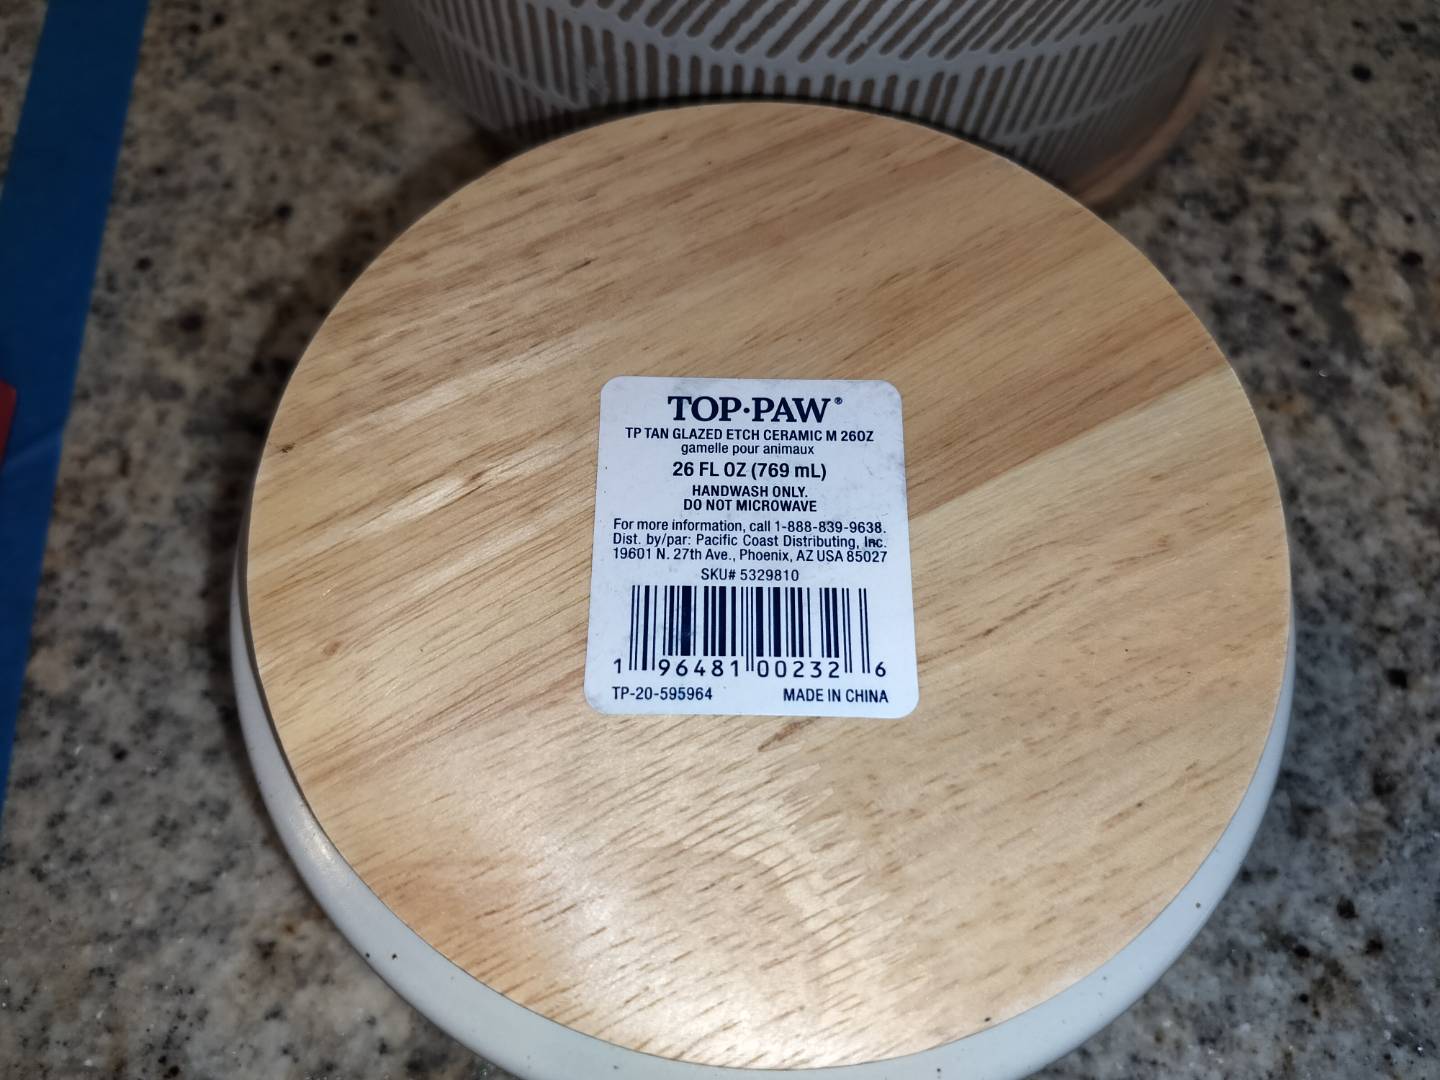 TOP·PAW®
TP TAN GLAZED ETCH CERAMIC M 26OZ
gamelle pour animaux
26 FL OZ (769 mL)
HANDWASH ONLY.
DO NOT MICROWAVE
For more information, call 1-888-839-9638.
Dist. by/par: Pacific Coast Distributing, Inc.
19601 N. 27th Ave., Phoenix, AZ USA 85027
SKU# 5329810
1 96481 00232 6
TP-20-595964 MADE IN CHINA